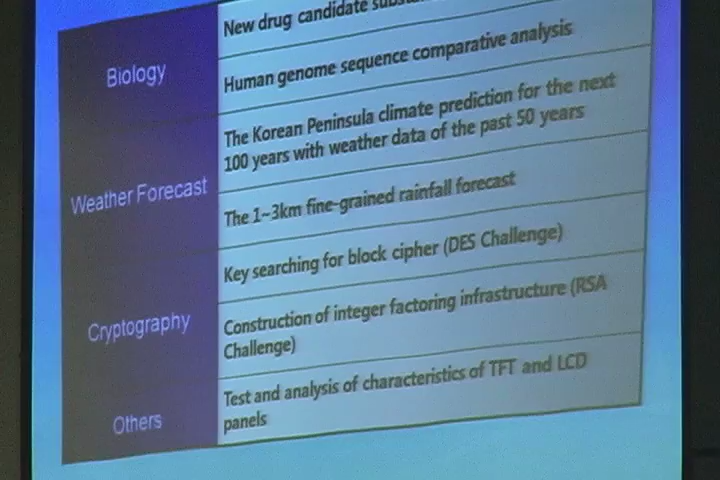 New drug candidate
Biology
Human genome sequence comparative analysis
The Korean Peninsula climate prediction for the next
100 years with weather data of the past 50 years
Weather Forecast
The 1~3km fine-grained rainfall forecast
Key searching for block cipher (DES Challenge)
Cryptography
Construction of integer factoring infrastructure (RSA
Challenge)
Test and analysis of characteristics of TFT and LCD
panels
Others